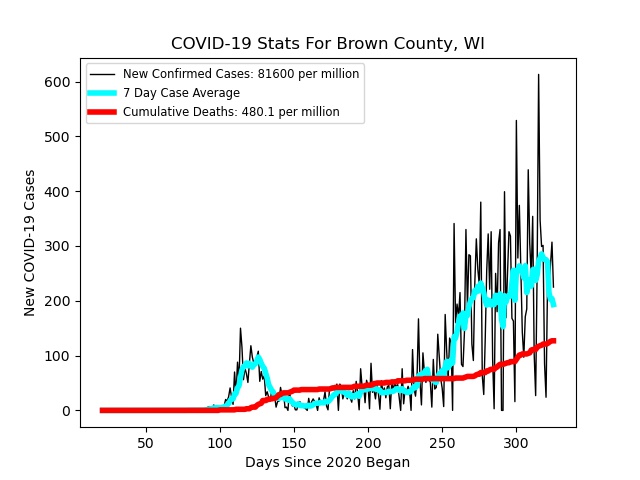 COVID-19 Stats For Brown County, WI
New Confirmed Cases: 81600 per million
7 Day Case Average
Cumulative Deaths: 480.1 per million
New COVID-19 Cases
600
500
400
300
200
100
0
50 100 150 200 250 300
Days Since 2020 Began